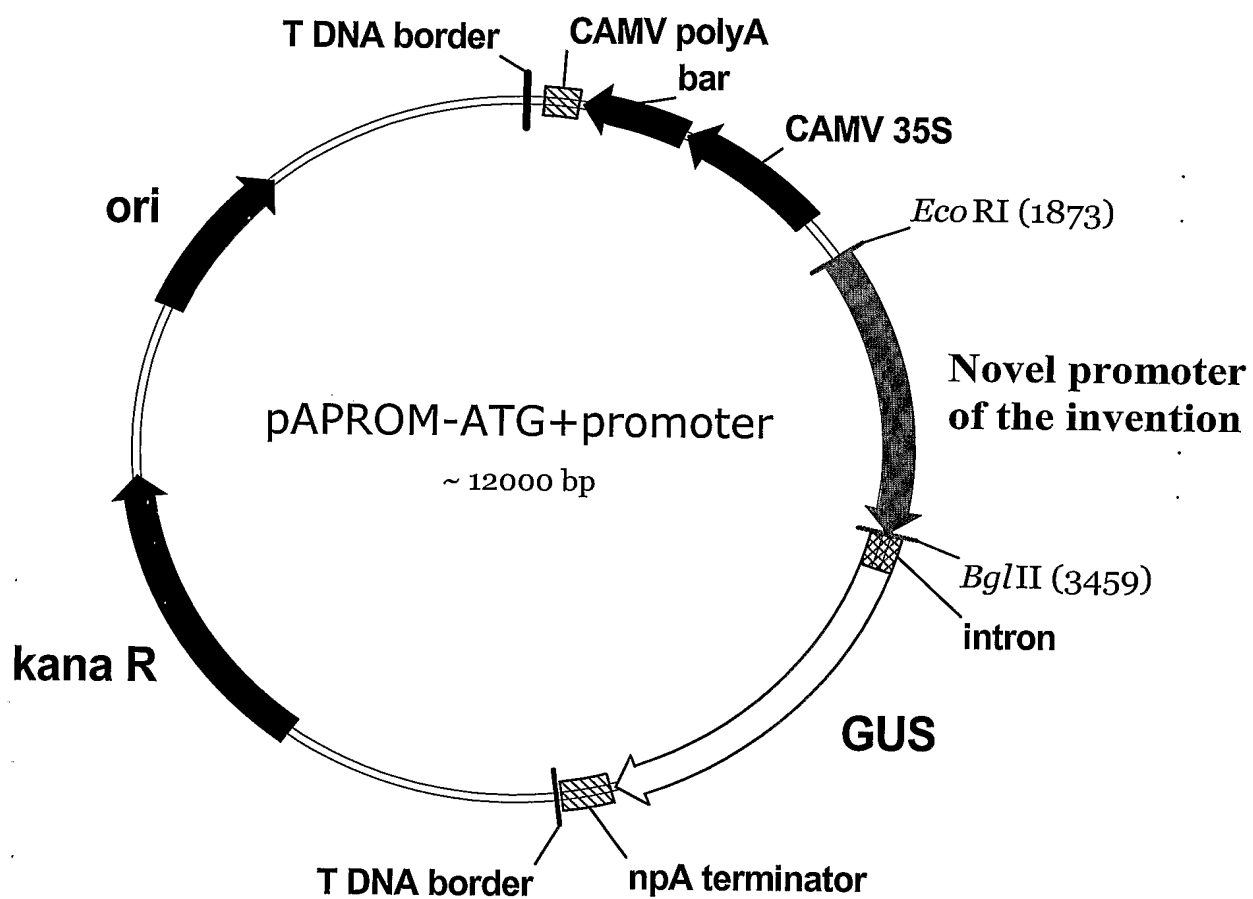 T DNA border
CAMV polyA
bar
CAMV 35S
EcoRI (1873)
ori
Novel promoter
of the invention
pAPROM-ATG+promoter
~ 12000 bp
BglII (3459)
intron
kana R
GUS
T DNA border
npA terminator